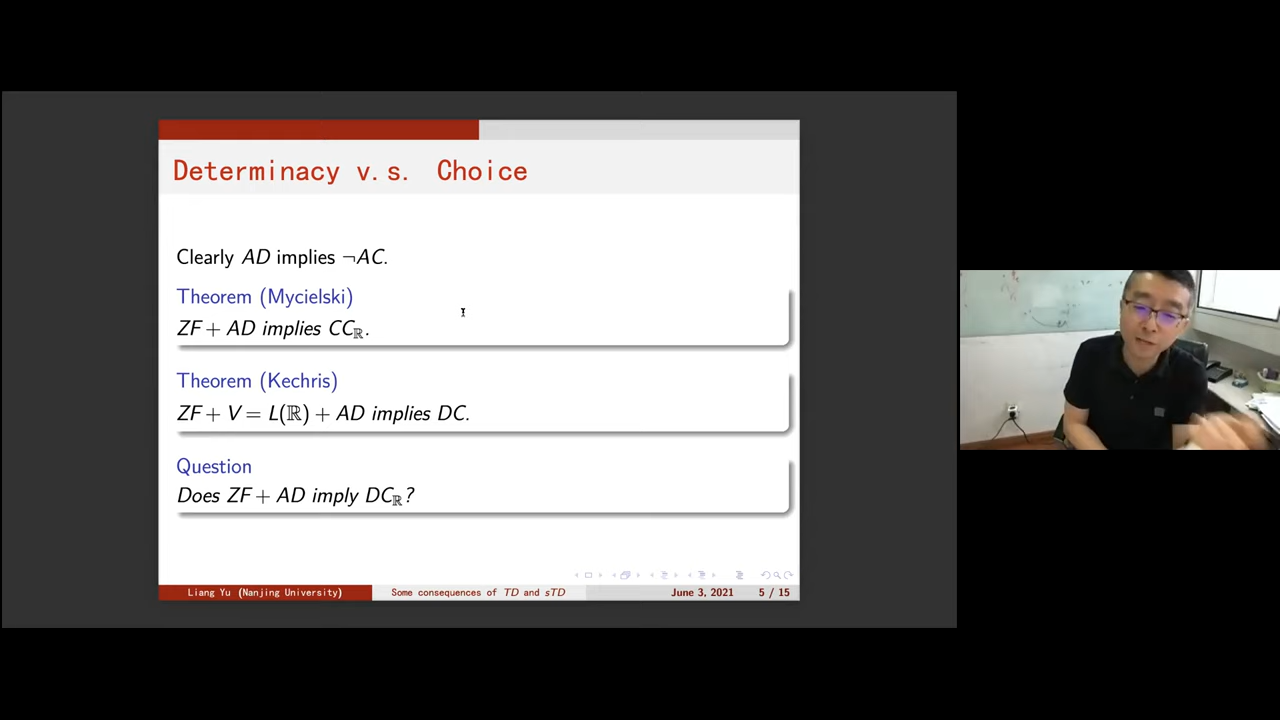 Determinacy v.s. Choice
Clearly AD implies ¬AC.
Theorem (Mycielski)
ZF + AD implies CCℝ.
Theorem (Kechris)
ZF + V = L(ℝ) + AD implies DC.
Question
Does ZF + AD imply DCℝ?
Liang Yu (Nanjing University)
Some consequences of TD and sTD
June 3, 2021
5 / 15